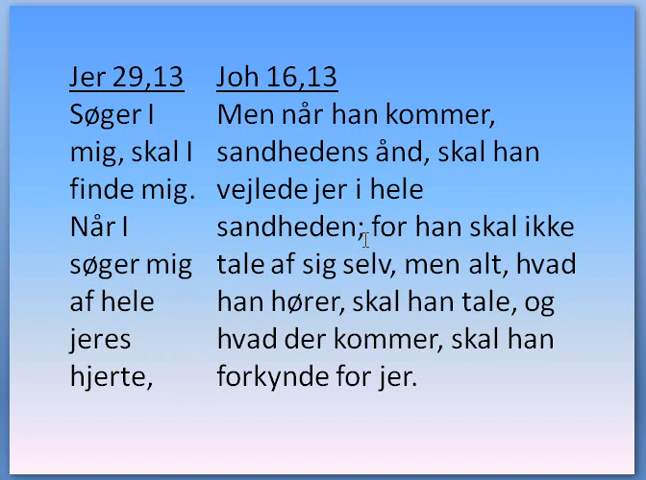 Jer 29,13
Søger I
mig, skal I
finde mig.
Når I
søger mig
af hele
jeres
hjerte,
Joh 16,13
Men når han kommer,
sandhedens ånd, skal han
vejlede jer i hele
sandheden; for han skal ikke
tale af sig selv, men alt, hvad
han hører, skal han tale, og
hvad der kommer, skal han
forkynde for jer.